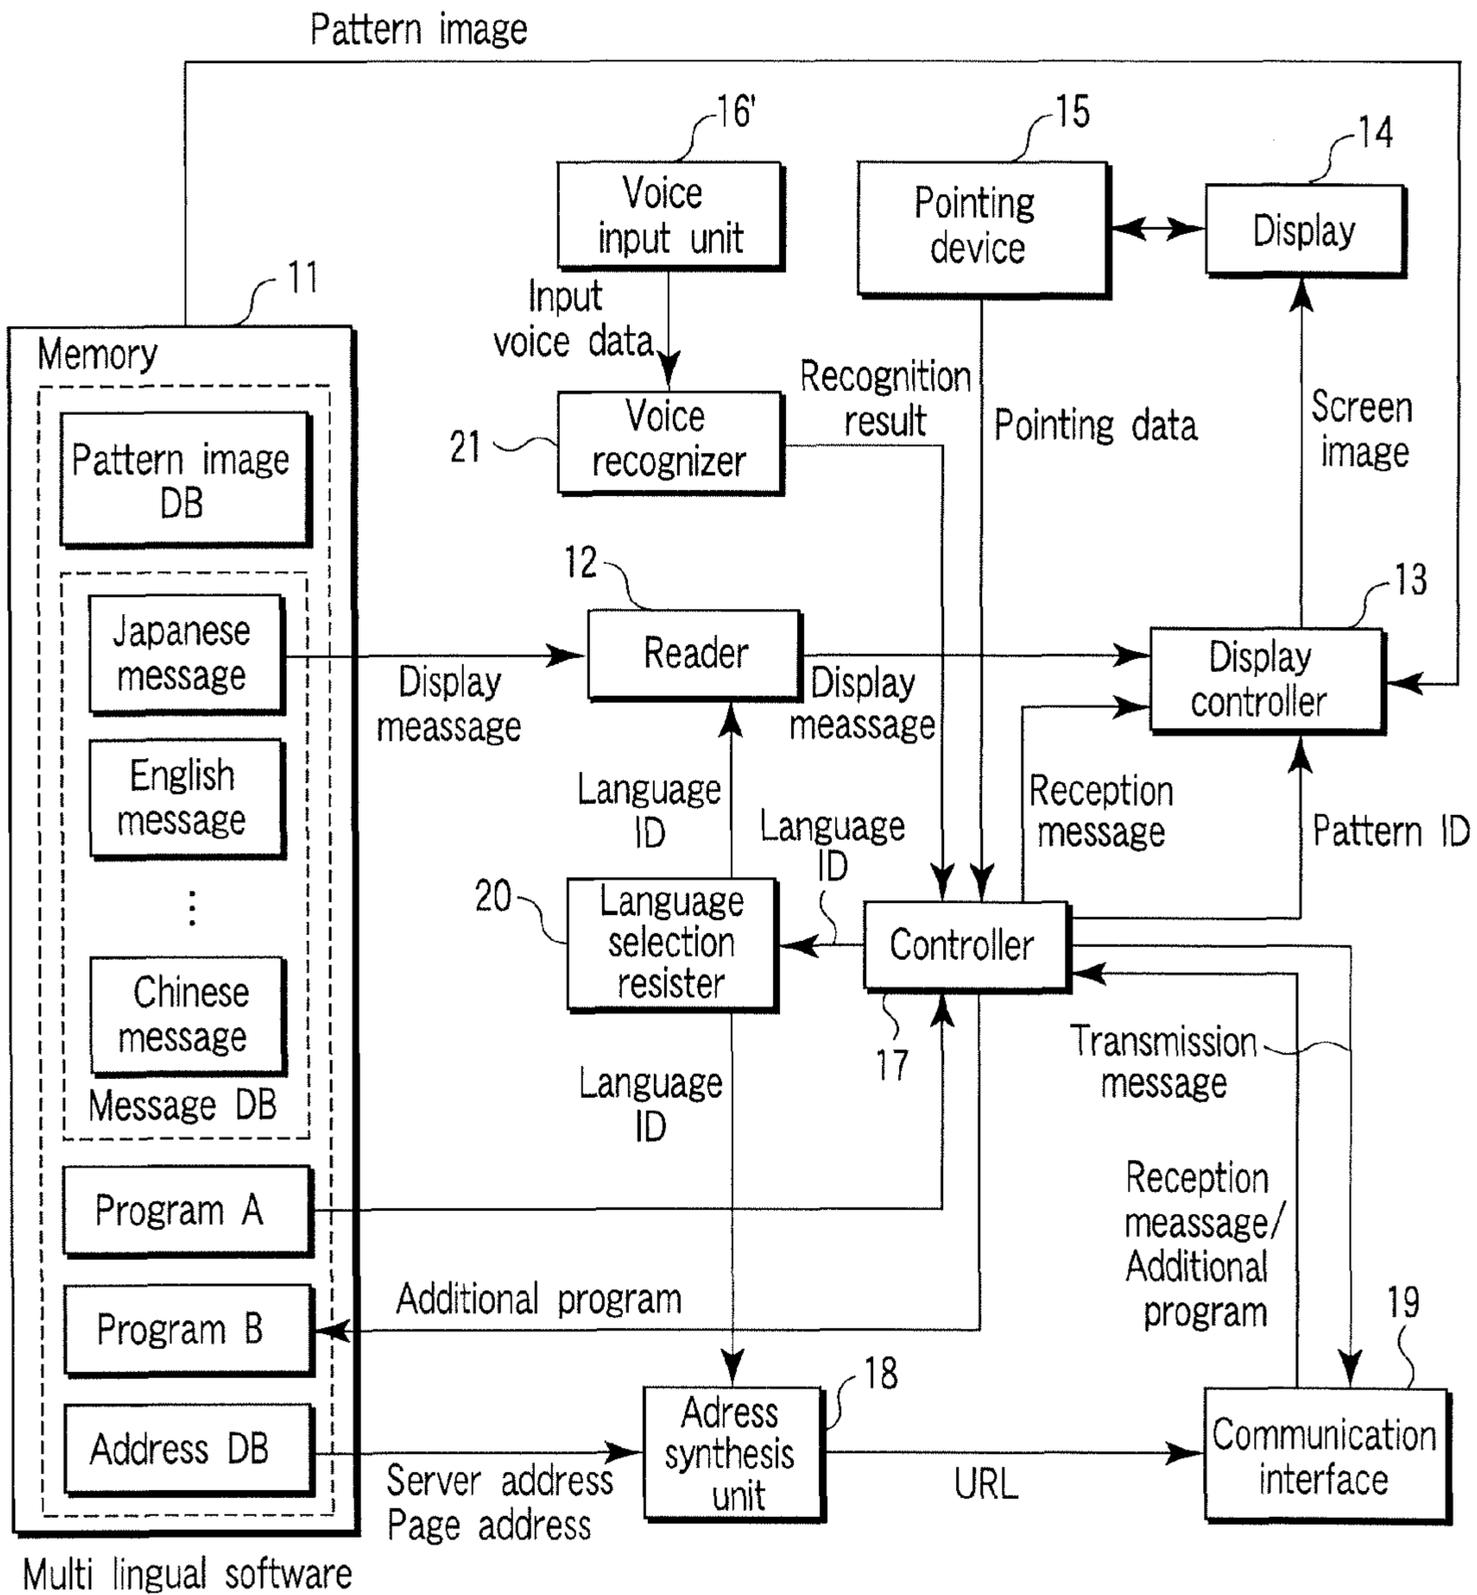 Pattern image
16'
15
14
Voice
input unit
Pointing
device
Display
11
Input
voice data
Memory
Recognition
result
Pointing data
Screen
image
Pattern image
DB
21
Voice
recognizer
12
13
Japanese
message
Reader
Display
controller
Display
meassage
Display
meassage
English
message
Language
ID
Language
ID
Reception
message
Pattern ID
⋮
20
Language
selection
resister
Controller
Chinese
message
17
Transmission
message
Message DB
Language
ID
Program A
Reception
meassage/
Additional
program
Program B
Additional program
19
18
Address DB
Server address
Page address
Adress
synthesis
unit
URL
Communication
interface
Multi lingual software